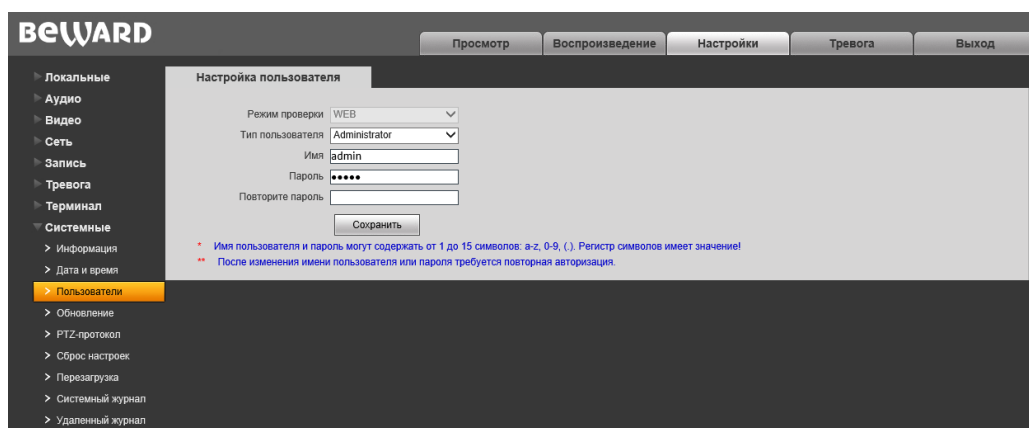 BEWARD
Просмотр Воспроизведение Настройки Тревога Выход
Локальные
Аудио
Видео
Сеть
Запись
Тревога
Терминал
Системные
Информация
Дата и время
Пользователи
Обновление
PTZ-протокол
Сброс настроек
Перезагрузка
Системный журнал
Удаленный журнал
Настройка пользователя
Режим проверки WEB
Тип пользователя Administrator
Имя admin
Пароль •••••
Повторите пароль
Сохранить
* Имя пользователя и пароль могут содержать от 1 до 15 символов: a-z, 0-9, (.). Регистр символов имеет значение!
** После изменения имени пользователя или пароля требуется повторная авторизация.